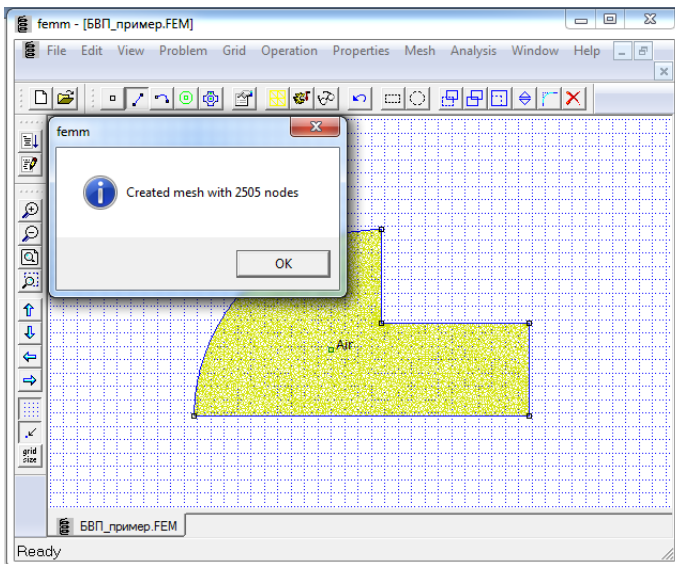 femm - [БВП_пример.FEM]
File Edit View Problem Grid Operation Properties Mesh Analysis Window Help
femm
Created mesh with 2505 nodes
OK
Air
grid
size
БВП_пример.FEM
Ready